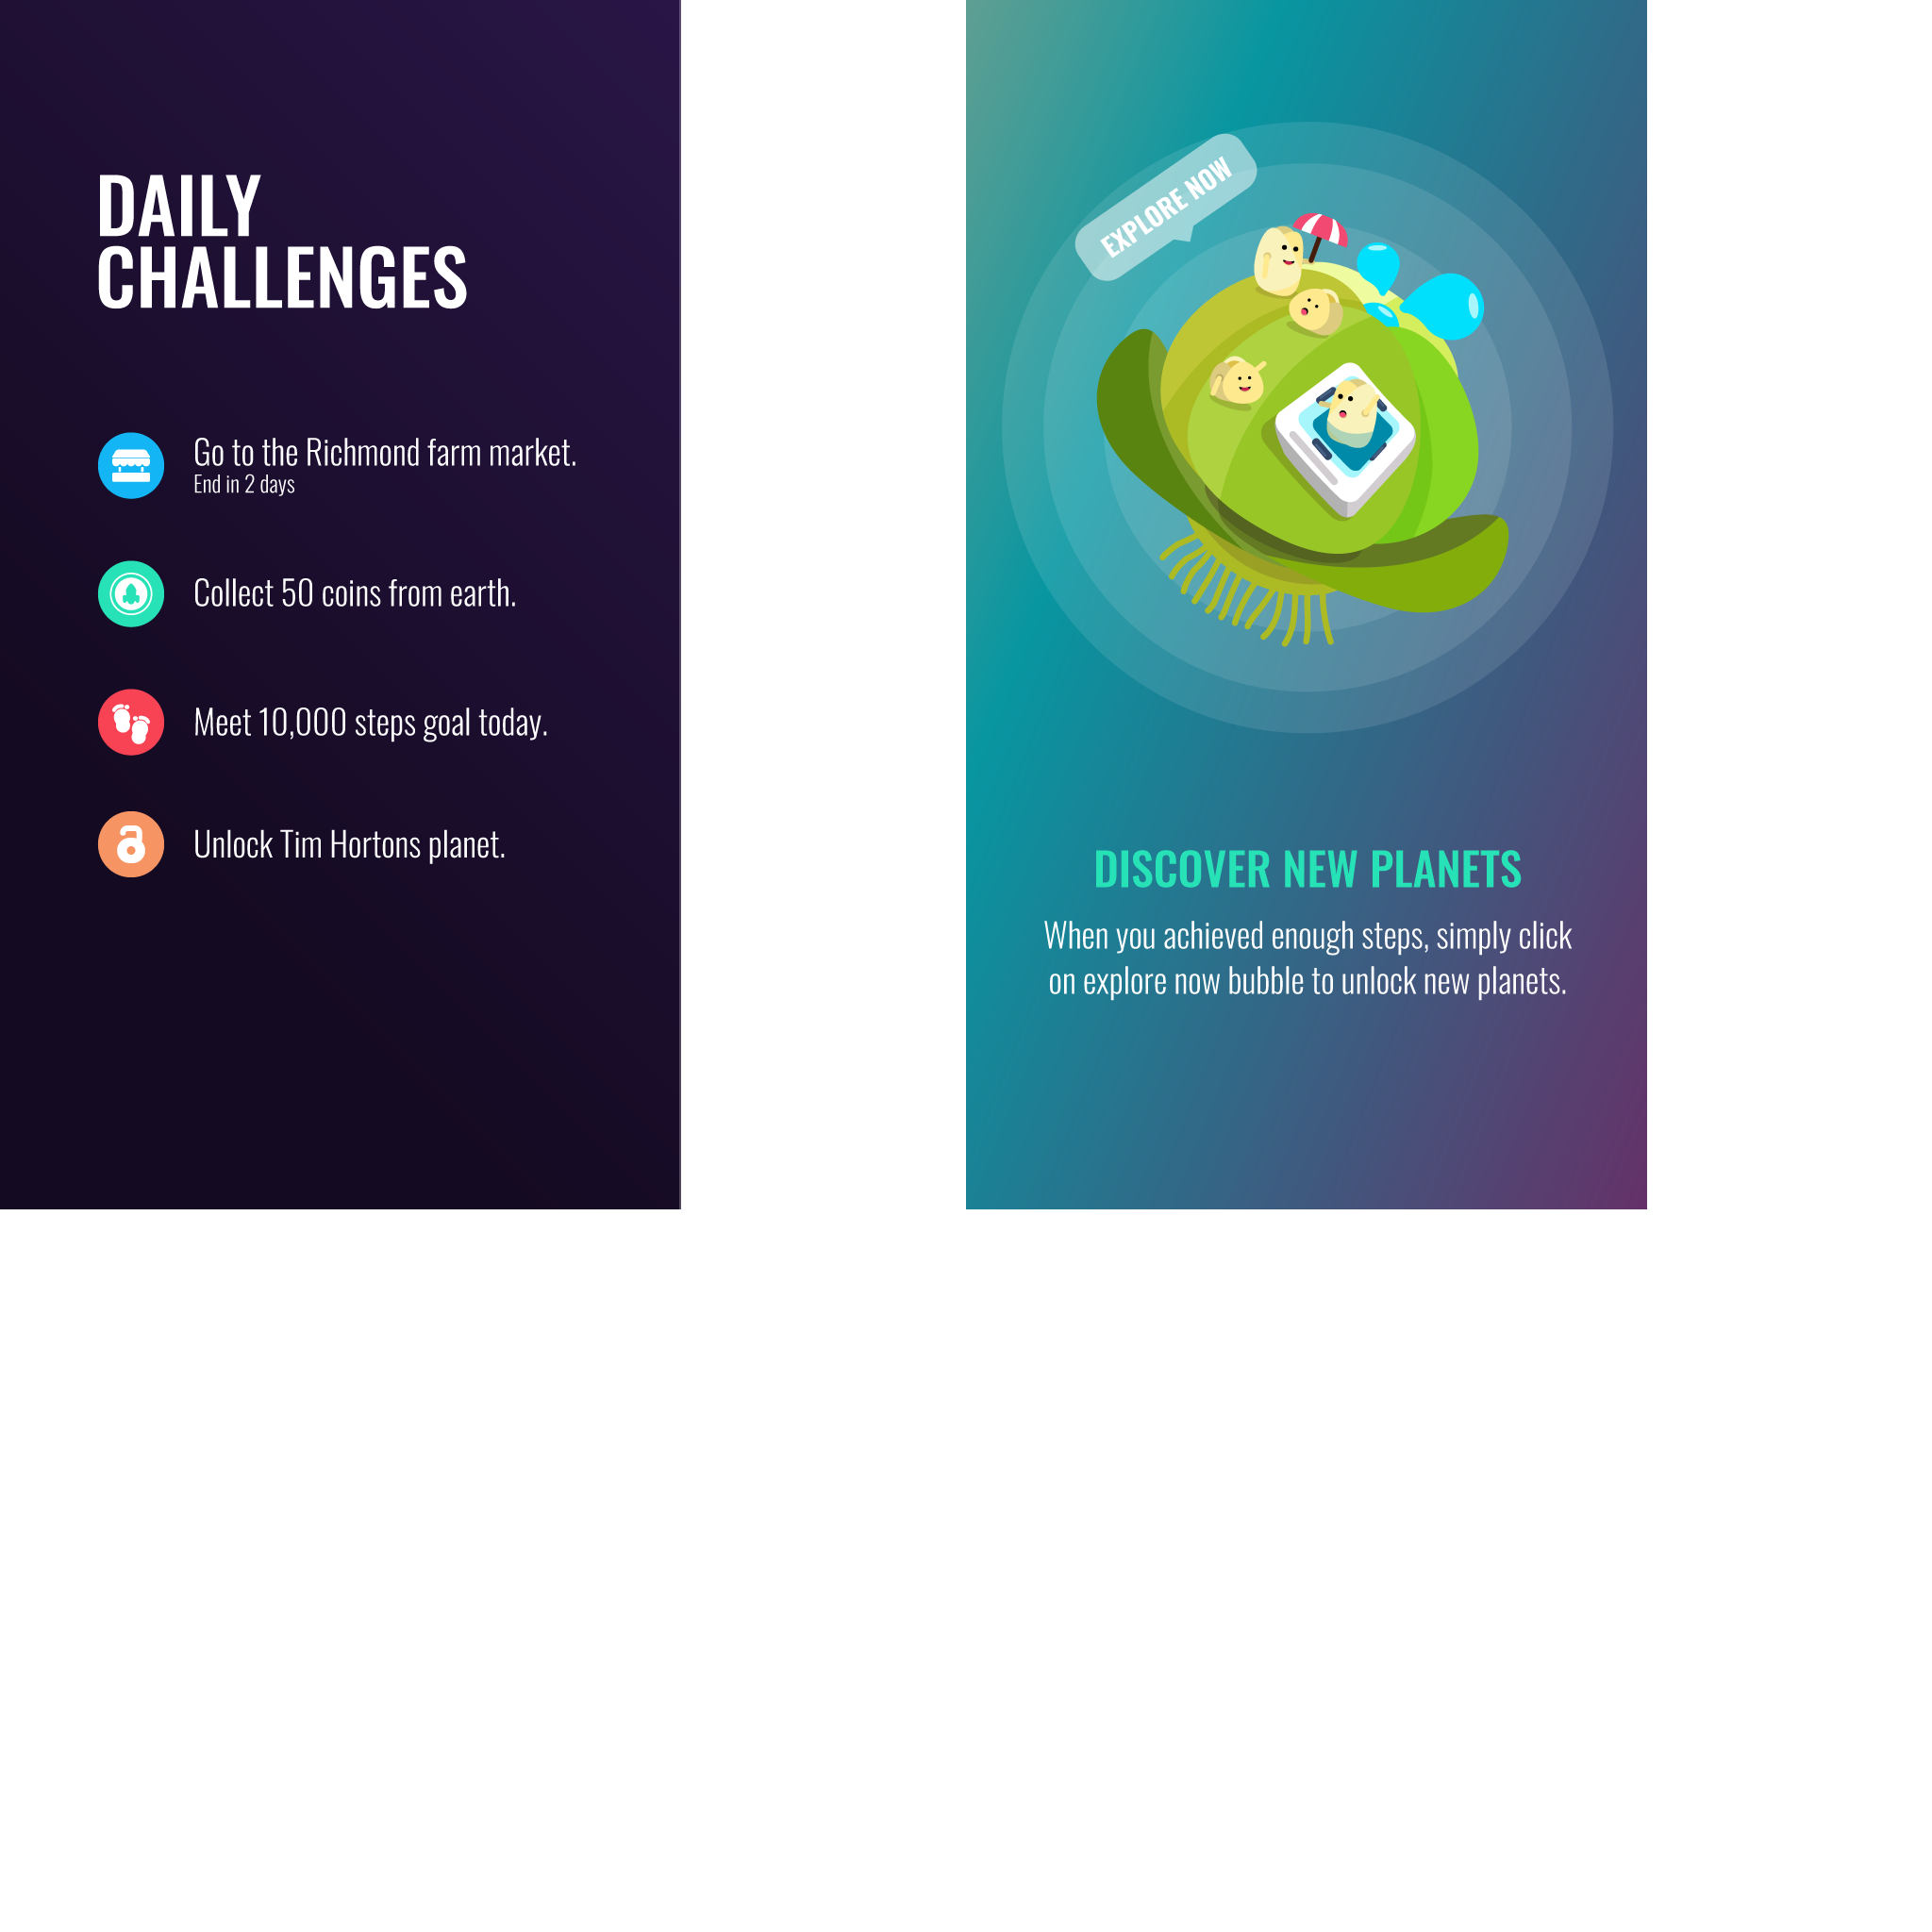 DAILY
CHALLENGES
Go to the Richmond farm market.
End in 2 days
Collect 50 coins from earth.
Meet 10,000 steps goal today.
Unlock Tim Hortons planet.
EXPLORE NOW
DISCOVER NEW PLANETS
When you achieved enough steps, simply click
on explore now bubble to unlock new planets.